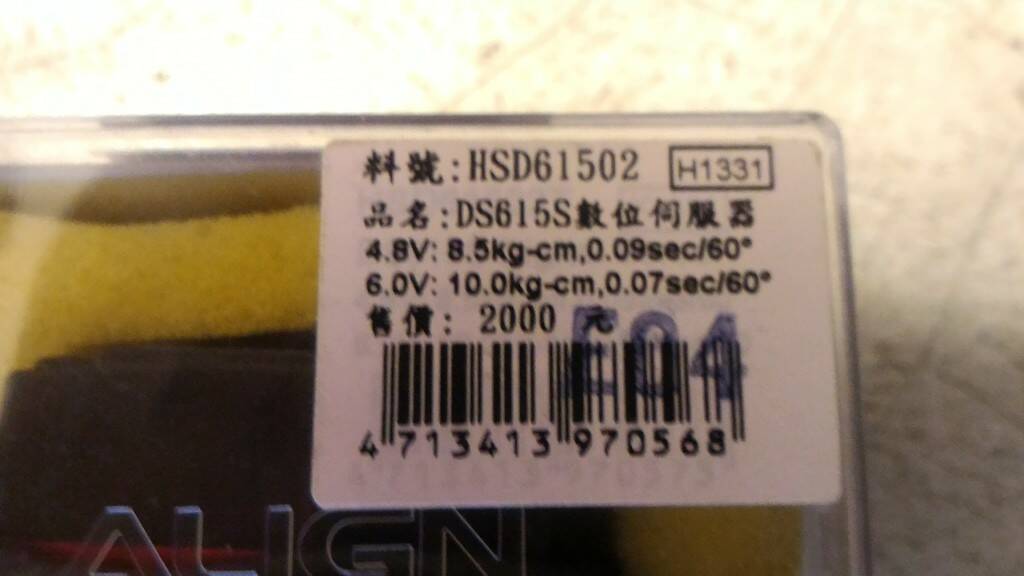 料號:HSD61502 H1331
品名:DS615S數位伺服器
4.8V: 8.5kg-cm,0.09sec/60°
6.0V: 10.0kg-cm,0.07sec/60°
售價: 2000 元
E04
4 713413 970568
ALIGN